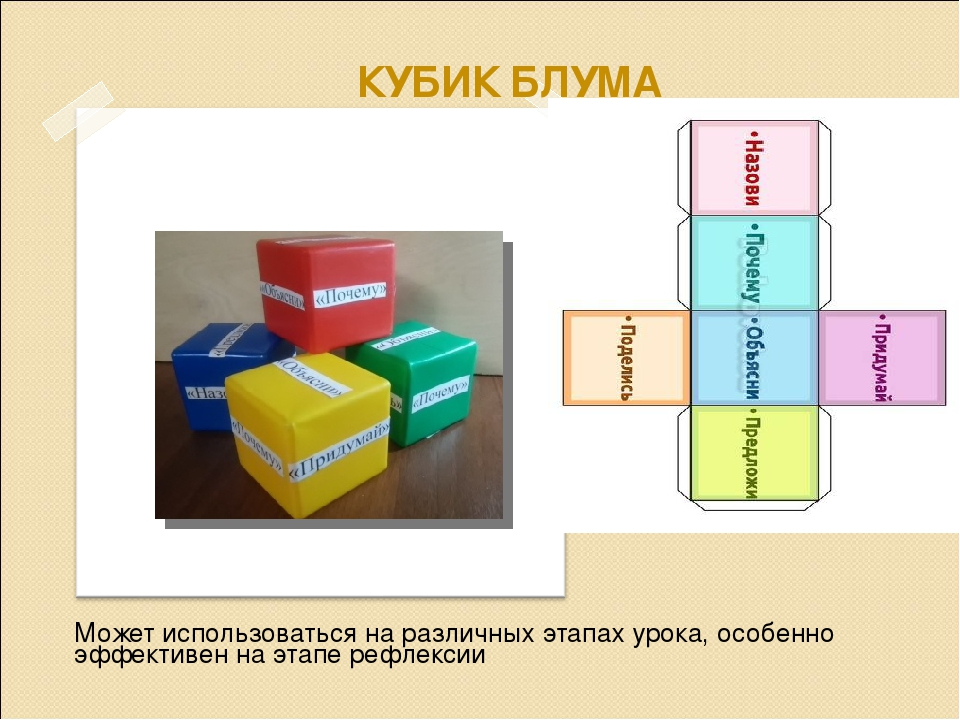 КУБИК БЛУМА
«Объясни»
«Почему»
«Объясни»
«Почему»
«Придумай»
«Почему»
• Назови
• Почему
• Поделись
• Объясни
• Придумай
• Предложи
Может использоваться на различных этапах урока, особенно
эффективен на этапе рефлексии